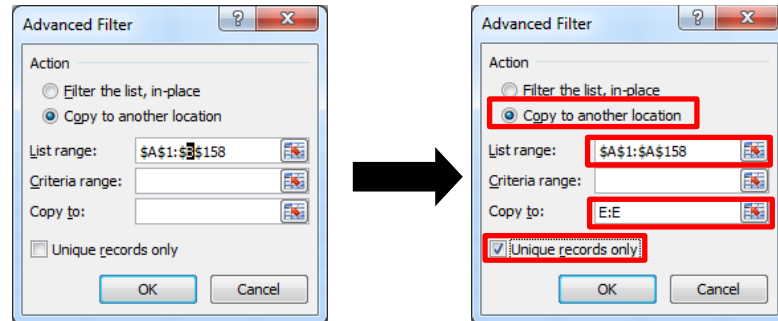 Advanced Filter
Action
Filter the list, in-place
Copy to another location
List range: $A$1:$B$158
Criteria range:
Copy to:
Unique records only
OK Cancel
Advanced Filter
Action
Filter the list, in-place
Copy to another location
List range: $A$1:$A$158
Criteria range:
Copy to: E:E
Unique records only
OK Cancel